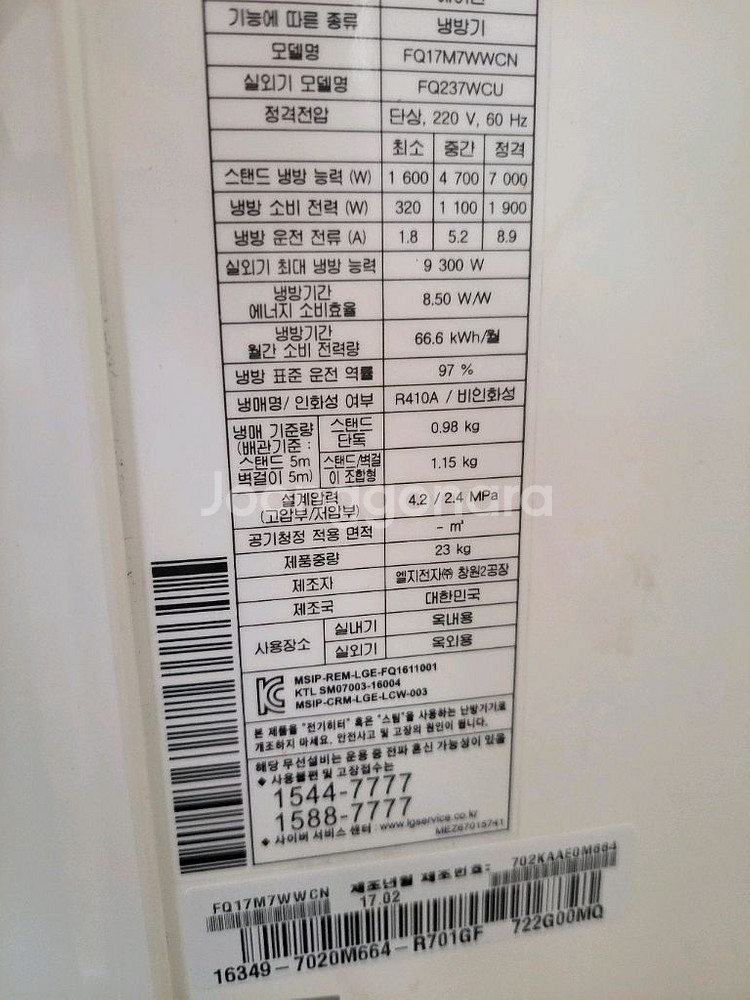 기능에 따른 종류 냉방기
모델명 FQ17M7WWCN
실외기 모델명 FQ237WCU
정격전압 단상, 220 V, 60 Hz
최소 중간 정격
스탠드 냉방 능력 (W) 1 600 4 700 7 000
냉방 소비 전력 (W) 320 1 100 1 900
냉방 운전 전류 (A) 1.8 5.2 8.9
실외기 최대 냉방 능력 9 300 W
냉방기간
에너지 소비효율 8.50 W/W
냉방기간
월간 소비 전력량 66.6 kWh/월
냉방 표준 운전 역률 97 %
냉매명/ 인화성 여부 R410A / 비인화성
냉매 기준량
(배관기준 :
스탠드 5m
벽걸이 5m)
스탠드
단독 0.98 kg
스탠드/벽걸
이 조합형 1.15 kg
설계압력
(고압부/저압부) 4.2 / 2.4 MPa
공기청정 적용 면적 - m²
제품중량 23 kg
제조자 엘지전자㈜ 창원2공장
제조국 대한민국
사용장소 실내기 옥내용
실외기 옥외용
MSIP-REM-LGE-FQ1611001
KTL SM07003-16004
MSIP-CRM-LGE-LCW-003
본 제품을 "전기히터" 혹은 "스팀"을 사용하는 난방기기로
개조하지 마세요. 안전사고 및 고장의 원인이 됩니다.
해당 무선설비는 운용 중 전파 혼신 가능성이 있음
◆ 사용불편 및 고장접수는
1544-7777
1588-7777
◆ 사이버 서비스 센터 : www.lgservice.co.kr
MEZ67015741
FQ17M7WWCN 제조년월 제조번호: 702KAAE0M664
17.02
16349-7020M664-R701GF 722G00MQ
Joonggonara